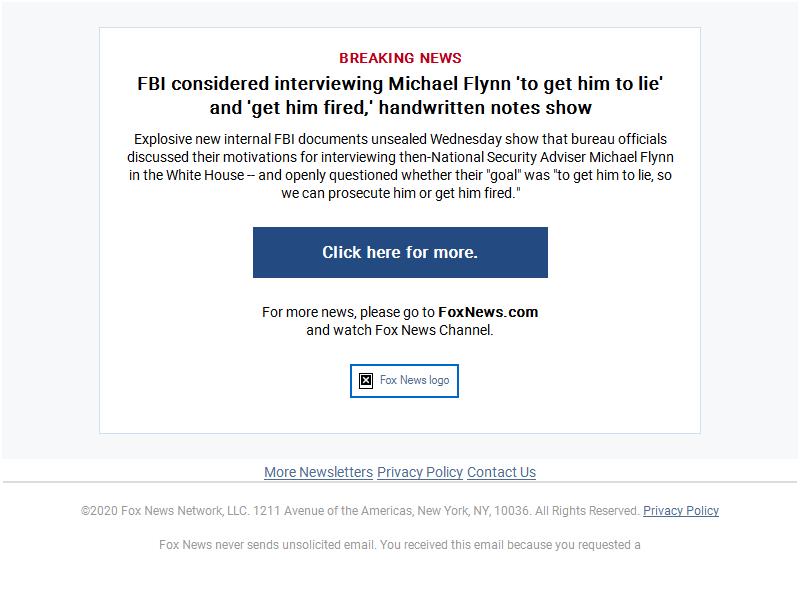 BREAKING NEWS
FBI considered interviewing Michael Flynn 'to get him to lie'
and 'get him fired,' handwritten notes show
Explosive new internal FBI documents unsealed Wednesday show that bureau officials
discussed their motivations for interviewing then-National Security Adviser Michael Flynn
in the White House -- and openly questioned whether their "goal" was "to get him to lie, so
we can prosecute him or get him fired."
Click here for more.
For more news, please go to FoxNews.com
and watch Fox News Channel.
Fox News logo
More Newsletters Privacy Policy Contact Us
©2020 Fox News Network, LLC. 1211 Avenue of the Americas, New York, NY, 10036. All Rights Reserved. Privacy Policy
Fox News never sends unsolicited email. You received this email because you requested a